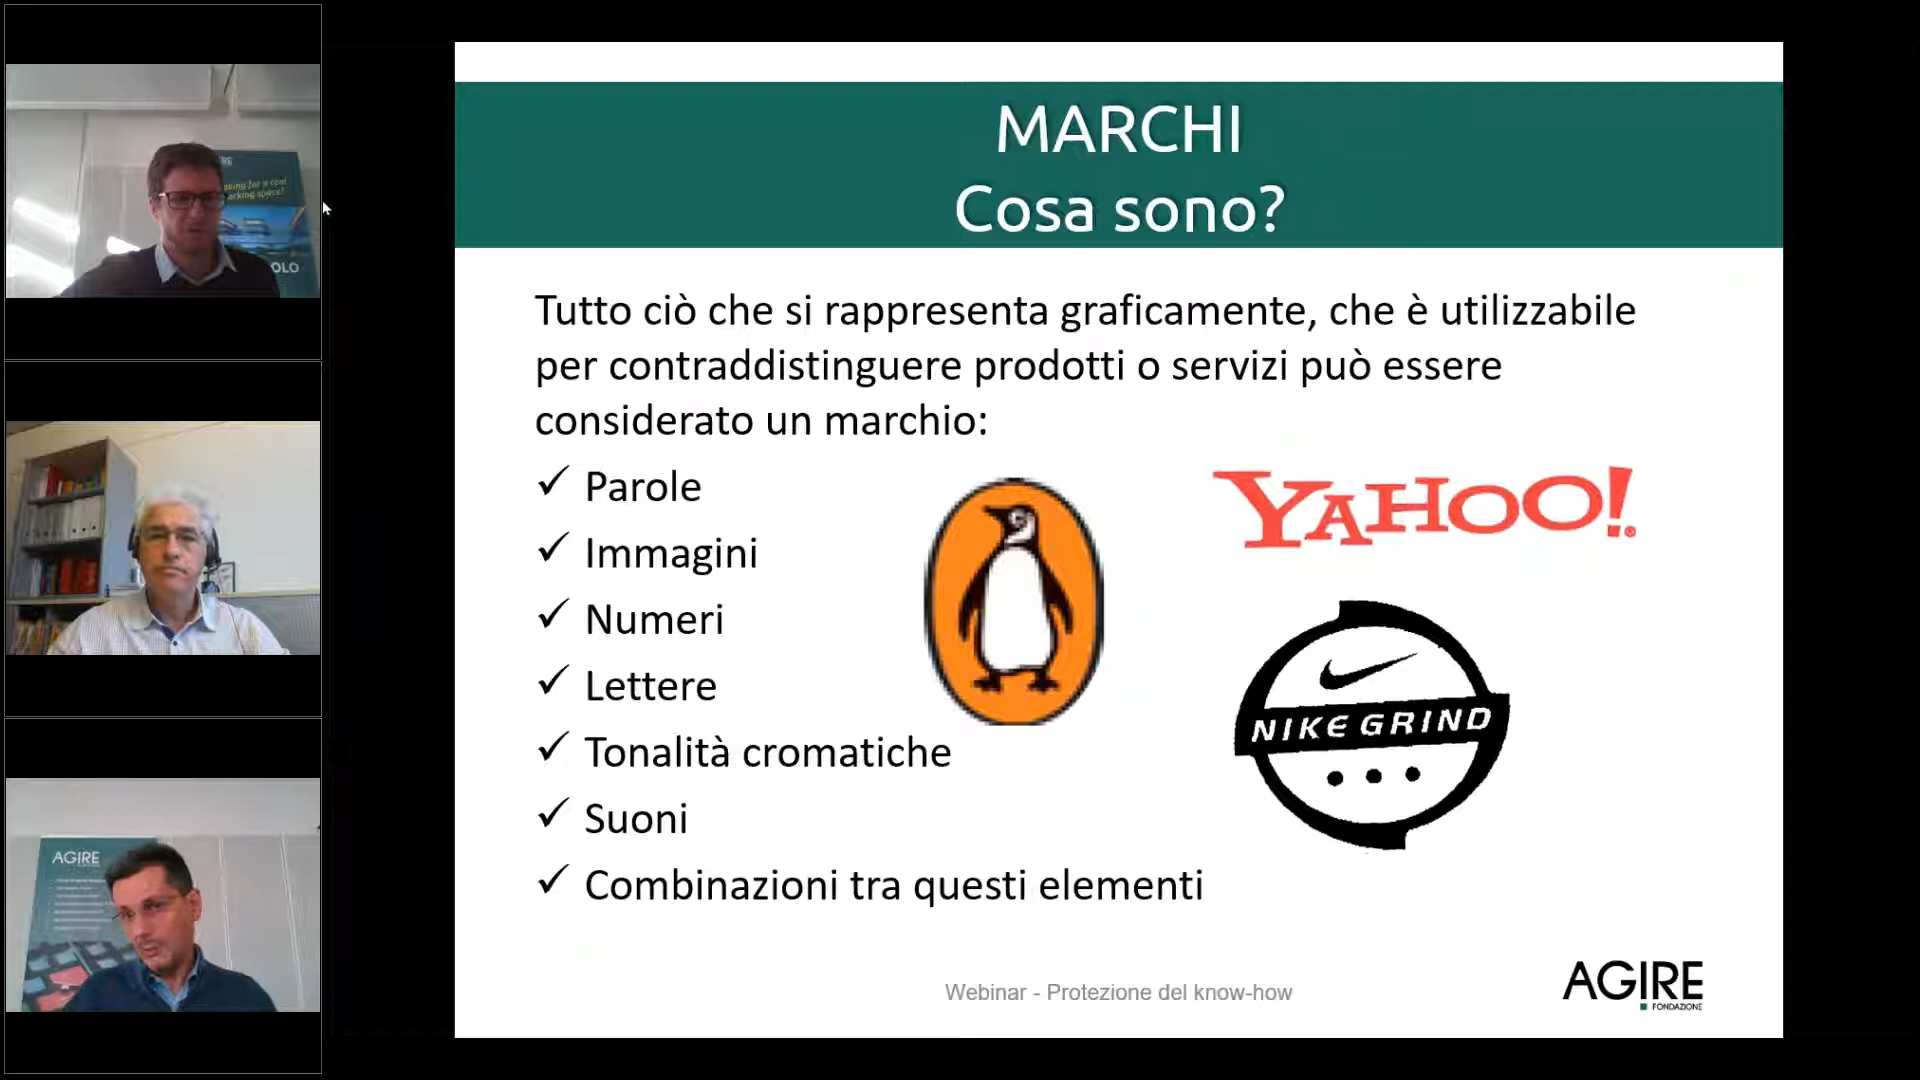 MARCHI
Cosa sono?
Tutto ciò che si rappresenta graficamente, che è utilizzabile
per contraddistinguere prodotti o servizi può essere
considerato un marchio:
✓ Parole
✓ Immagini
✓ Numeri
✓ Lettere
✓ Tonalità cromatiche
✓ Suoni
✓ Combinazioni tra questi elementi
YAHOO!
NIKE GRIND
Webinar - Protezione del know-how
AGIRE
FONDAZIONE
AGIRE